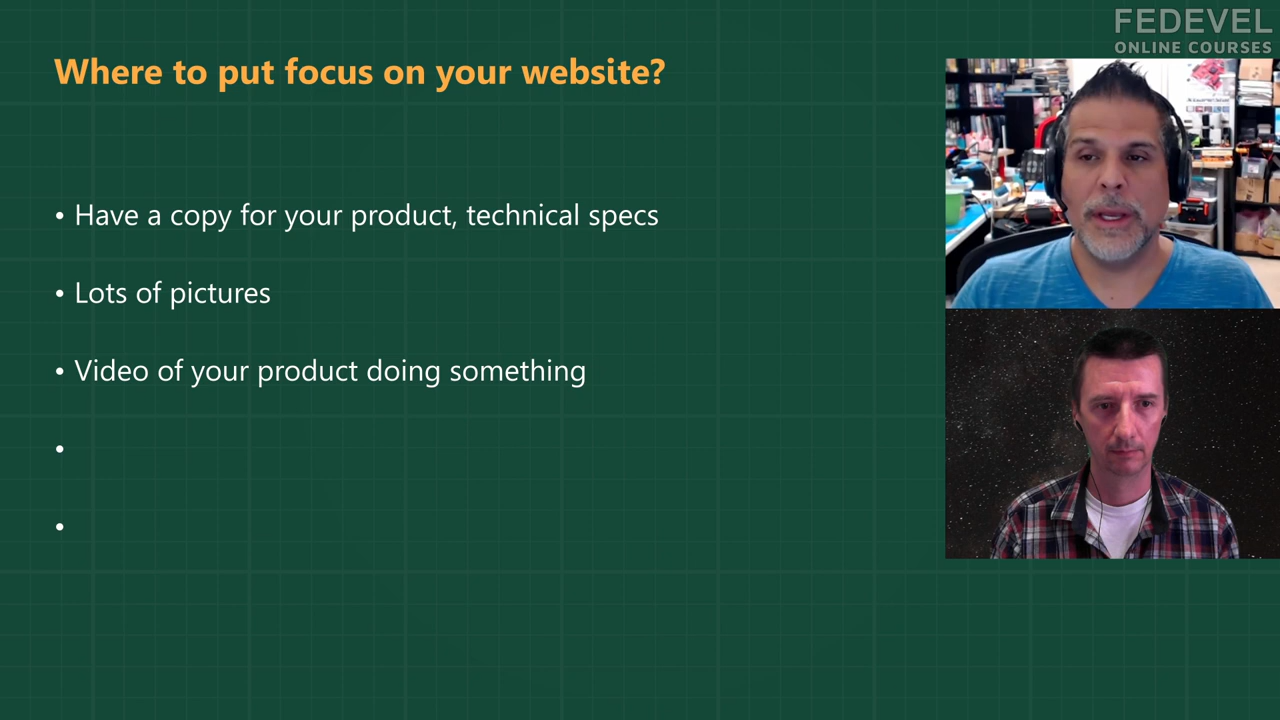 FEDEVEL
ONLINE COURSES
Where to put focus on your website?
• Have a copy for your product, technical specs
• Lots of pictures
• Video of your product doing something
•
•